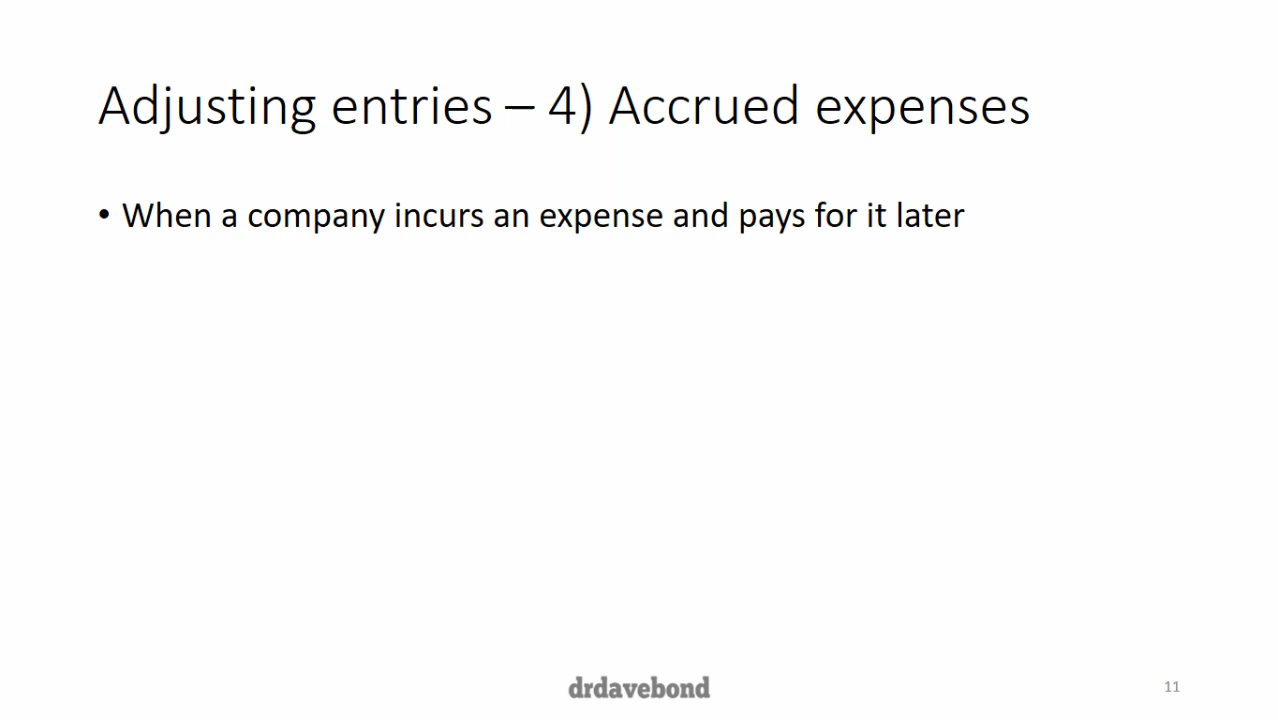 Adjusting entries – 4) Accrued expenses
• When a company incurs an expense and pays for it later
drdavebond
11